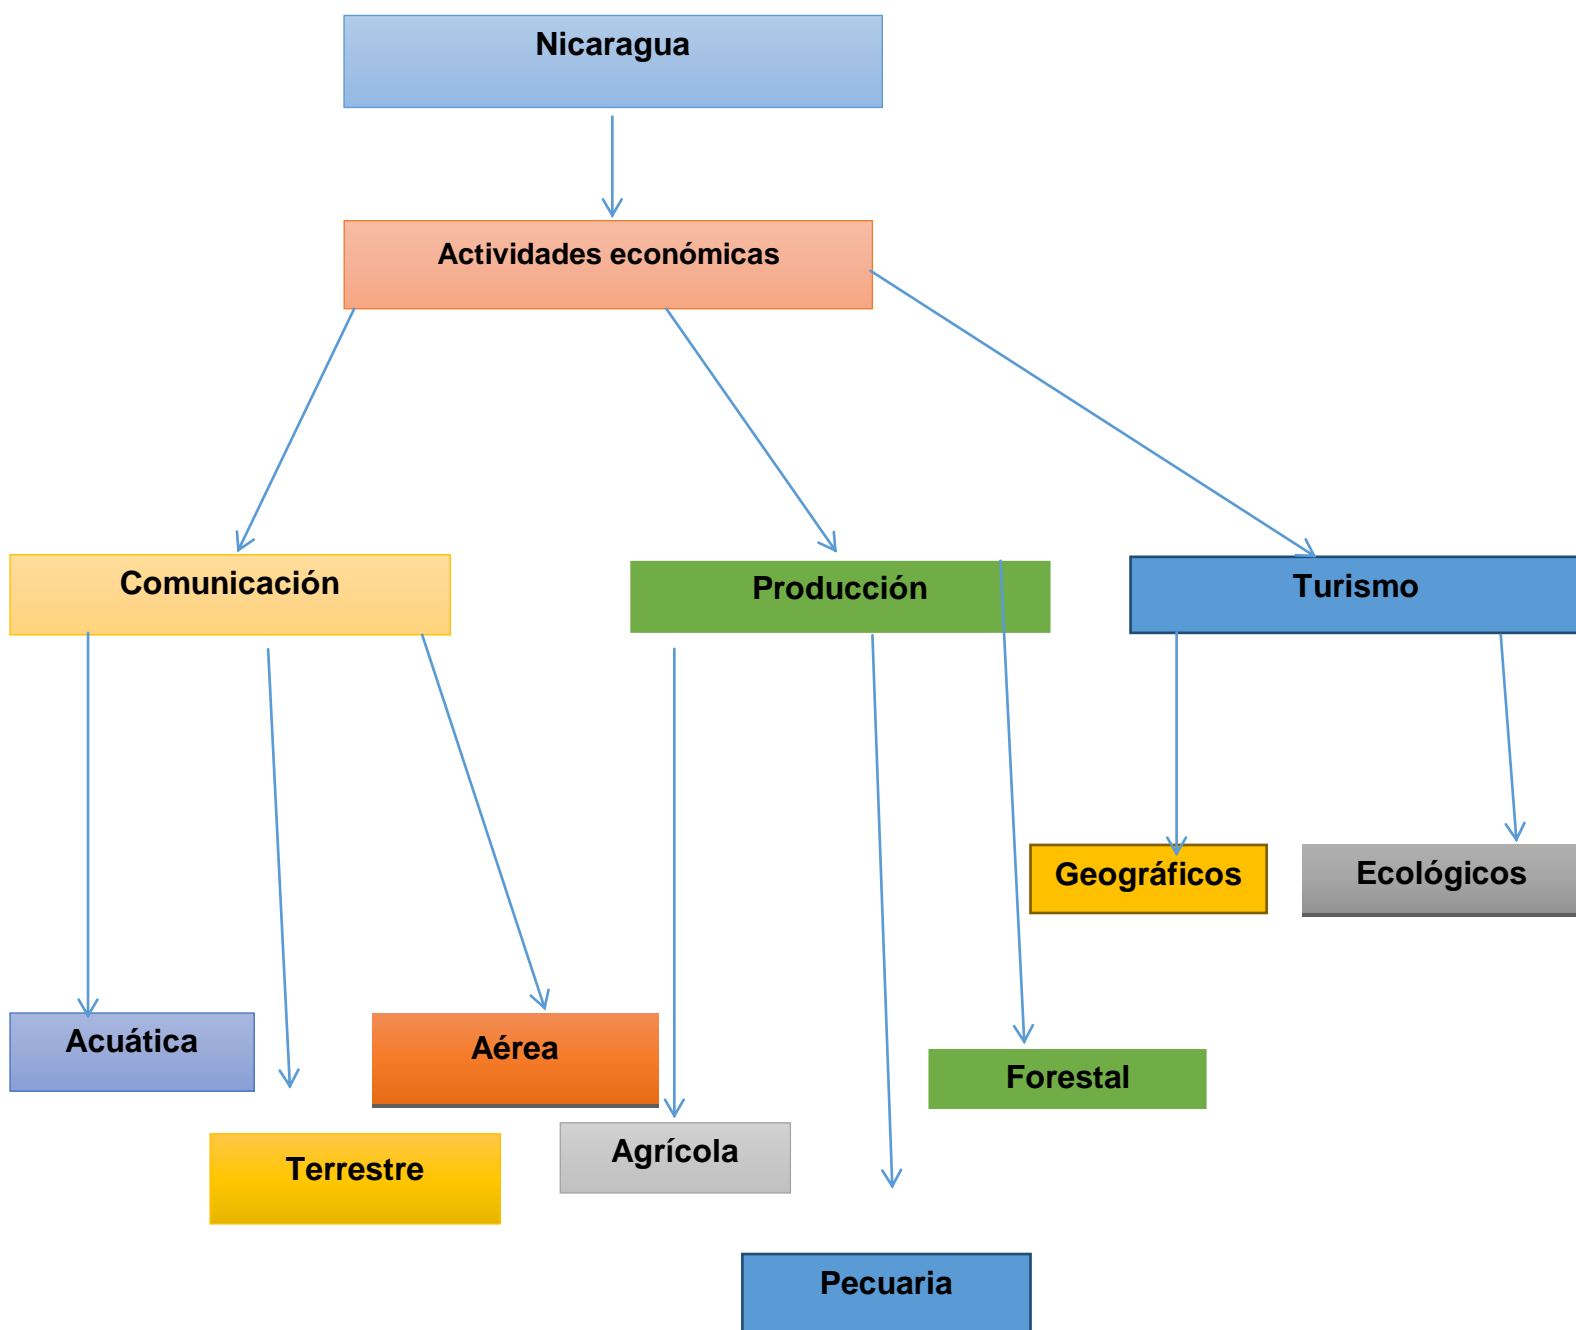 Nicaragua
Actividades económicas
Comunicación
Producción
Turismo
Geográficos
Ecológicos
Acuática
Aérea
Forestal
Terrestre
Agrícola
Pecuaria